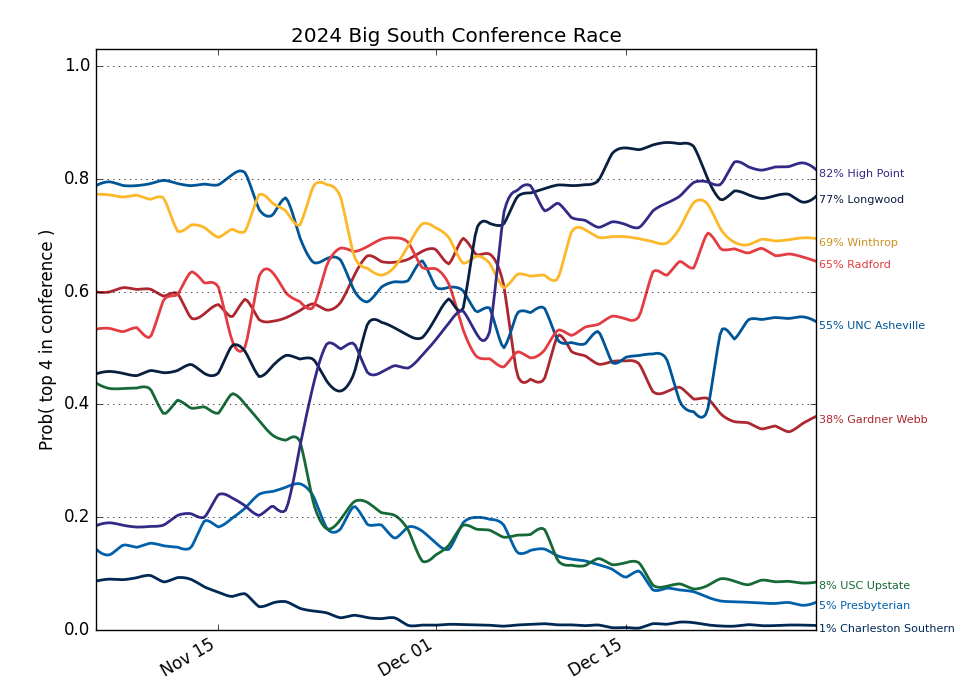 2024 Big South Conference Race
Prob( top 4 in conference )
1.0
0.8
0.6
0.4
0.2
0.0
Nov 15
Dec 01
Dec 15
82% High Point
77% Longwood
69% Winthrop
65% Radford
55% UNC Asheville
38% Gardner Webb
8% USC Upstate
5% Presbyterian
1% Charleston Southern